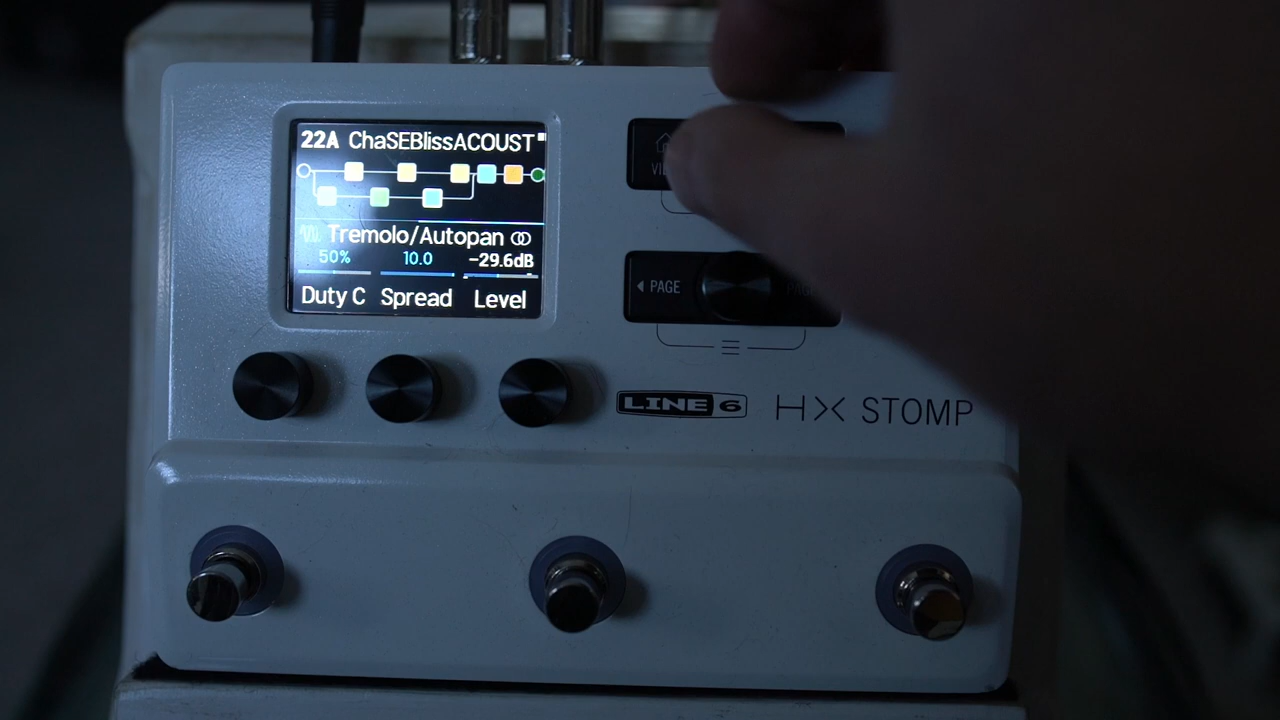 22A ChaSEBlissACOUST
Tremolo/Autopan
50% 10.0 −29.6dB
Duty C Spread Level
PAGE
LINE 6 HX STOMP